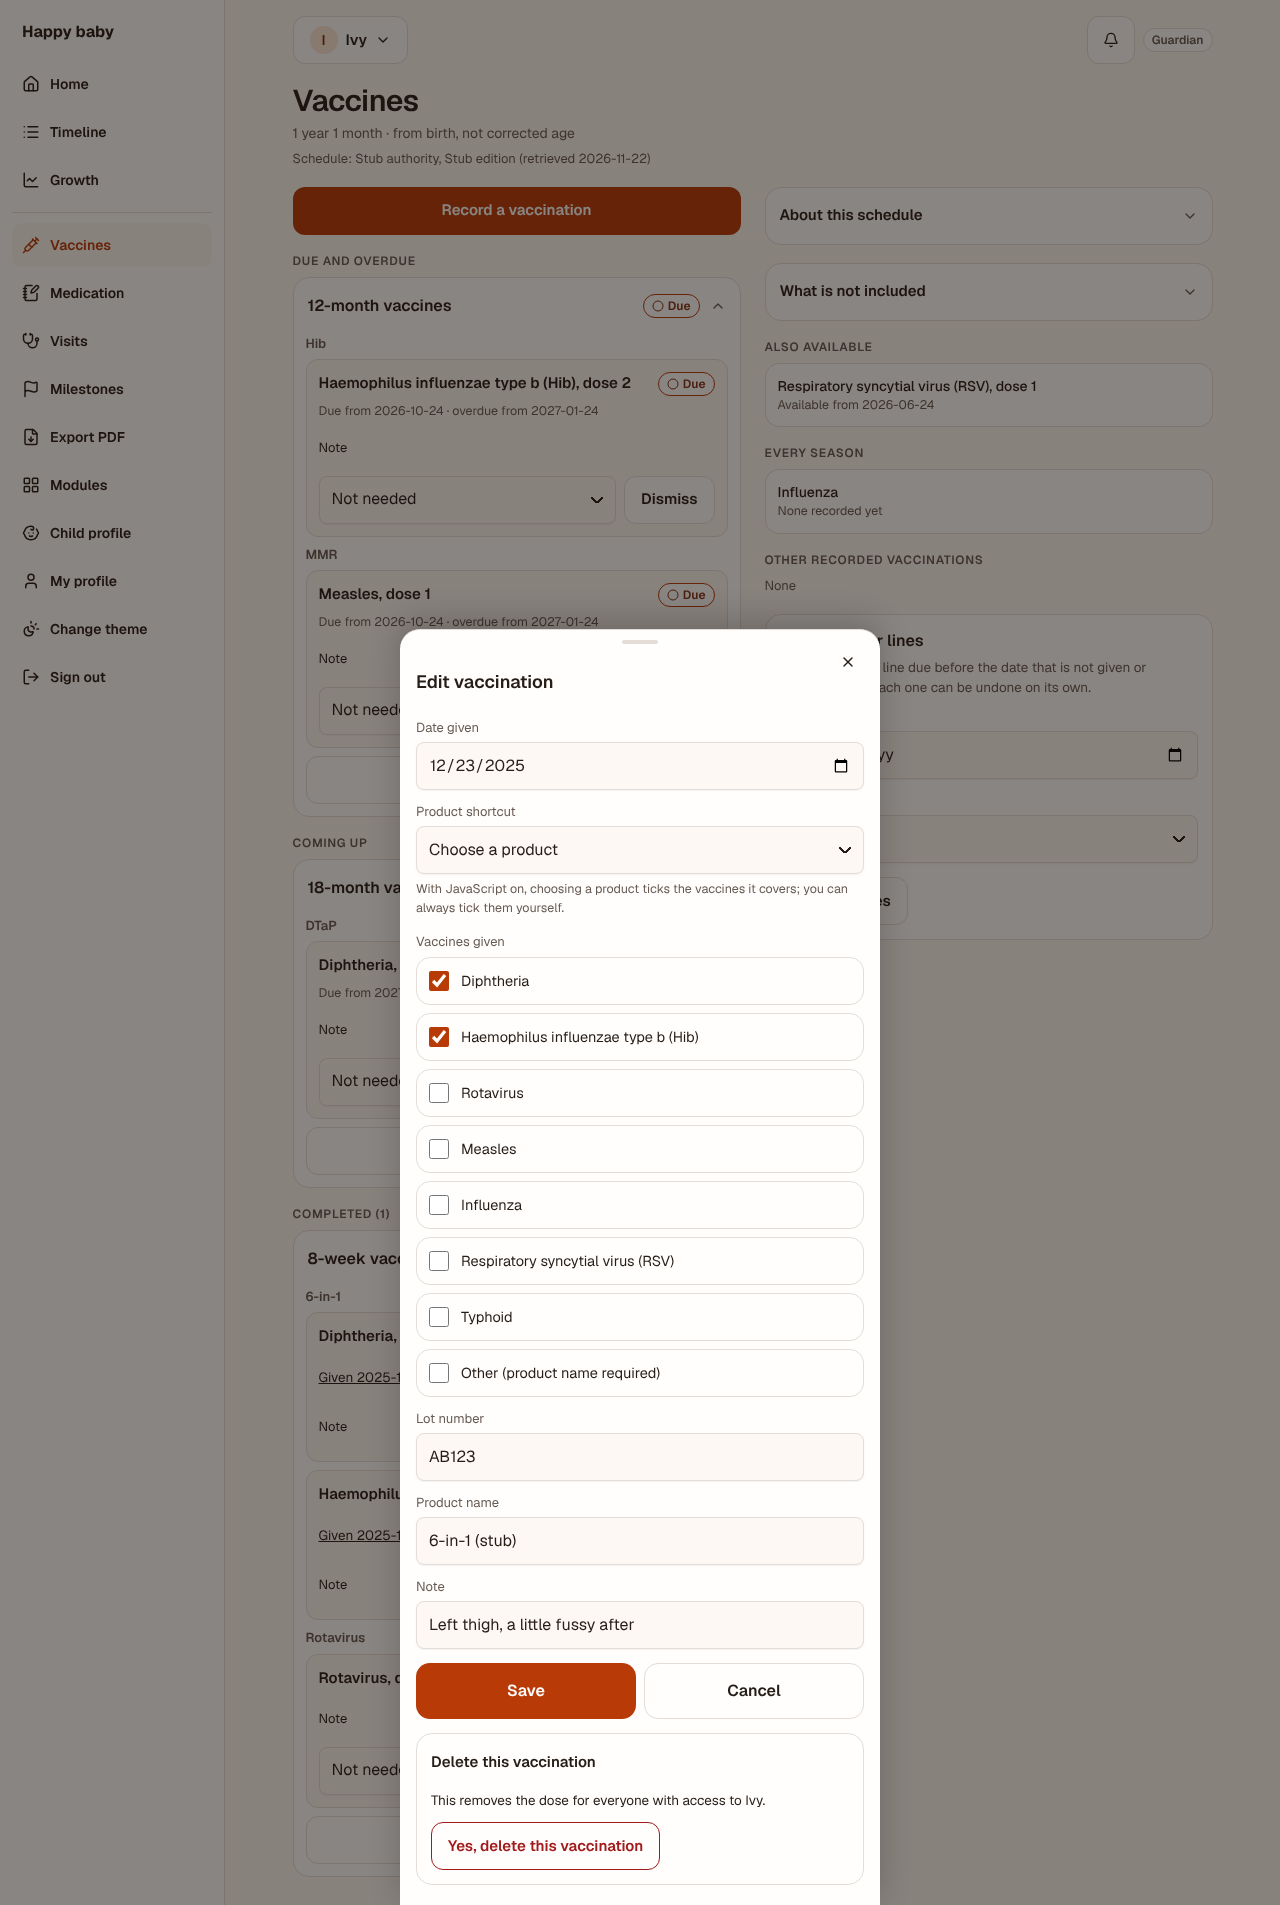 Happy baby
Home
Timeline
Growth
Vaccines
Medication
Visits
Milestones
Export PDF
Modules
Child profile
My profile
Change theme
Sign out
I
Ivy
Guardian
Vaccines
1 year 1 month · from birth, not corrected age
Schedule: Stub authority, Stub edition (retrieved 2026-11-22)
Record a vaccination
DUE AND OVERDUE
12-month vaccines
Due
Hib
Haemophilus influenzae type b (Hib), dose 2
Due
Due from 2026-10-24 · overdue from 2027-01-24
Note
Not needed
Dismiss
MMR
Measles, dose 1
Due
Due from 2026-10-24 · overdue from 2027-01-24
Note
Not
COMING UP
18-month
DTaP
Diphtheria,
Due from
Note
Not
COMPLETED (1)
8-week
6-in-1
Diphtheria,
Given
Note
Given
Note
Rotavirus
Rotavirus,
Note
Not
About this schedule
What is not included
ALSO AVAILABLE
Respiratory syncytial virus (RSV), dose 1
Available from 2026-06-24
EVERY SEASON
Influenza
None recorded yet
OTHER RECORDED VACCINATIONS
None
lines
line due before the date that is not given or
each one can be undone on its own.
Edit vaccination
Date given
12/23/2025
Product shortcut
Choose a product
With JavaScript on, choosing a product ticks the vaccines it covers; you can
always tick them yourself.
Vaccines given
Diphtheria
Haemophilus influenzae type b (Hib)
Rotavirus
Measles
Influenza
Respiratory syncytial virus (RSV)
Typhoid
Other (product name required)
Lot number
AB123
Product name
6-in-1 (stub)
Note
Left thigh, a little fussy after
Save
Cancel
Delete this vaccination
This removes the dose for everyone with access to Ivy.
Yes, delete this vaccination